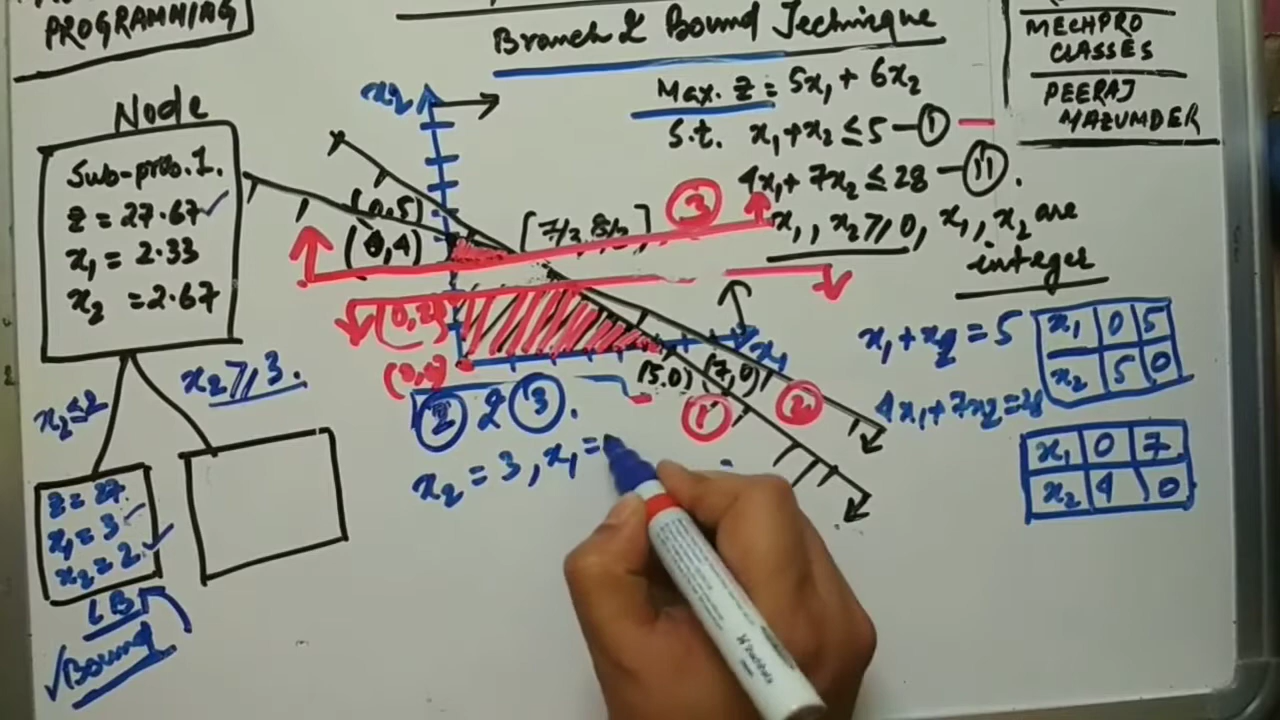 PROGRAMMING
Branch & Bound Technique
MECHPRO
CLASSES
PEERAJ
MAZUMDER
Max. Z = 5x₁ + 6x₂
S.t. x₁+x₂ ≤ 5 — I
4x₁ + 7x₂ ≤ 28 — II.
x₁, x₂ ≥ 0, x₁, x₂ are
integer
Node
Sub-prob. 1.
Z = 27.67 ✓
x₁ = 2.33
x₂ = 2.67
x₂ ≤ 2
x₂ ≥ 3.
Z = 27.
x₁ = 3 ✓
x₂ = 2. ✓
LB
✓Bound
x₂
(0,5)
(0,4)
[7/3, 8/3]
3
(0,2)
(0,0)
(5,0)
(7,0)
x₁
1
2
II & 3.
x₂ = 3, x₁ =
x₁ + x₂ = 5
x₁ 0 5
x₂ 5 0
4x₁ + 7x₂ = 28
x₁ 0 7
x₂ 4 0